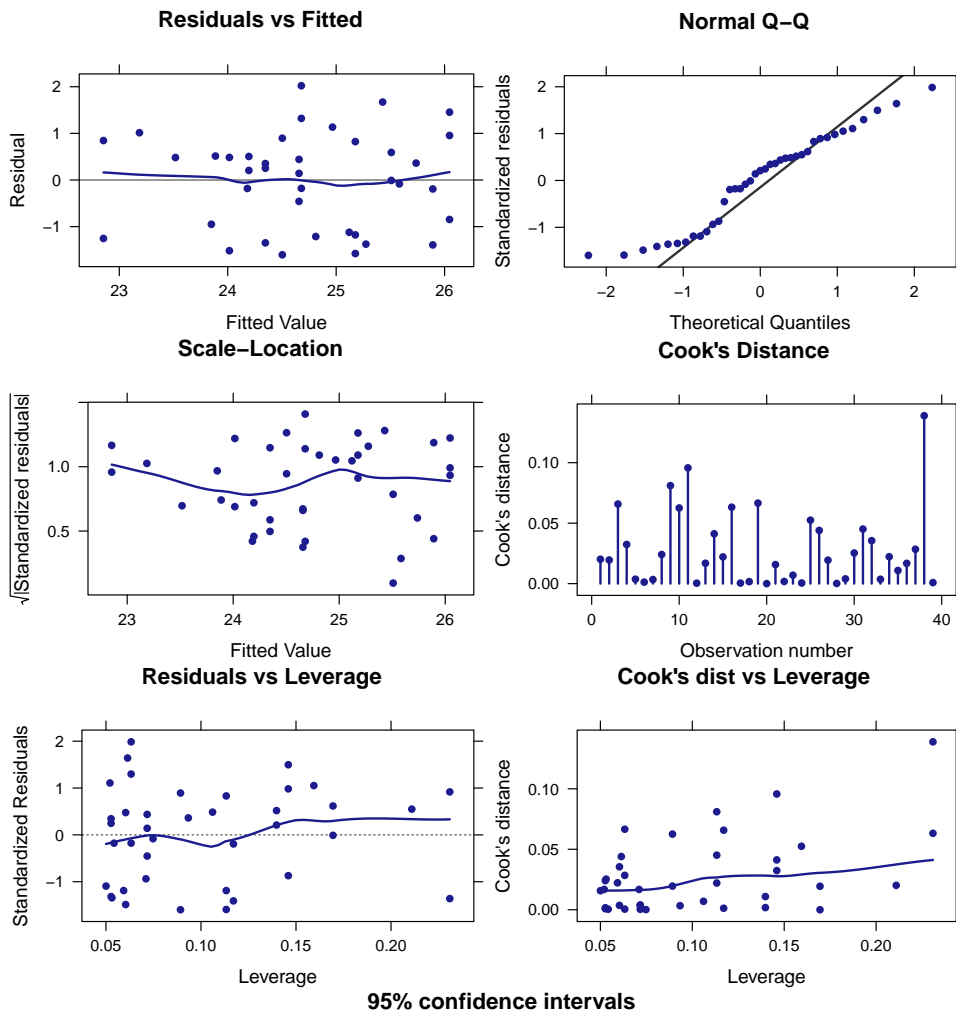 Residuals vs Fitted
2
1
0
−1
Residual
23
24
25
26
Fitted Value
Normal Q−Q
2
1
0
−1
Standardized residuals
−2
−1
0
1
2
Theoretical Quantiles
Scale−Location
1.0
0.5
√|Standardized residuals|
23
24
25
26
Fitted Value
Cook's Distance
0.10
0.05
0.00
Cook's distance
0
10
20
30
40
Observation number
Residuals vs Leverage
2
1
0
−1
Standardized Residuals
0.05
0.10
0.15
0.20
Leverage
Cook's dist vs Leverage
0.10
0.05
0.00
Cook's distance
0.05
0.10
0.15
0.20
Leverage
95% confidence intervals